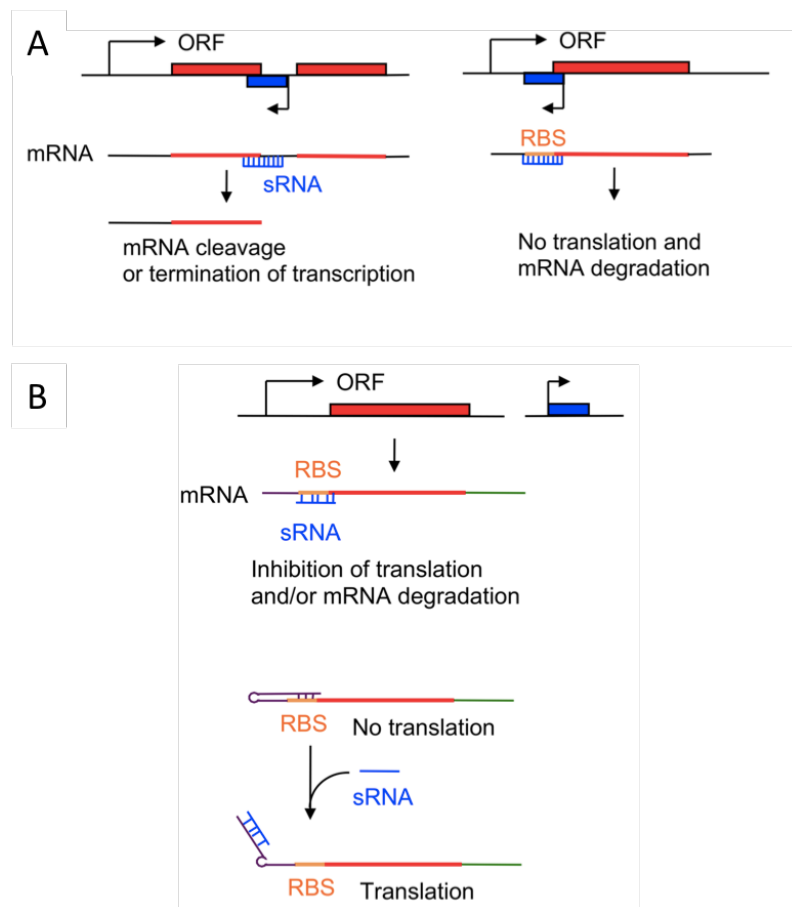 A
ORF
ORF
mRNA
RBS
sRNA
mRNA cleavage
or termination of transcription
No translation and
mRNA degradation
B
ORF
RBS
mRNA
sRNA
Inhibition of translation
and/or mRNA degradation
RBS
No translation
sRNA
RBS
Translation